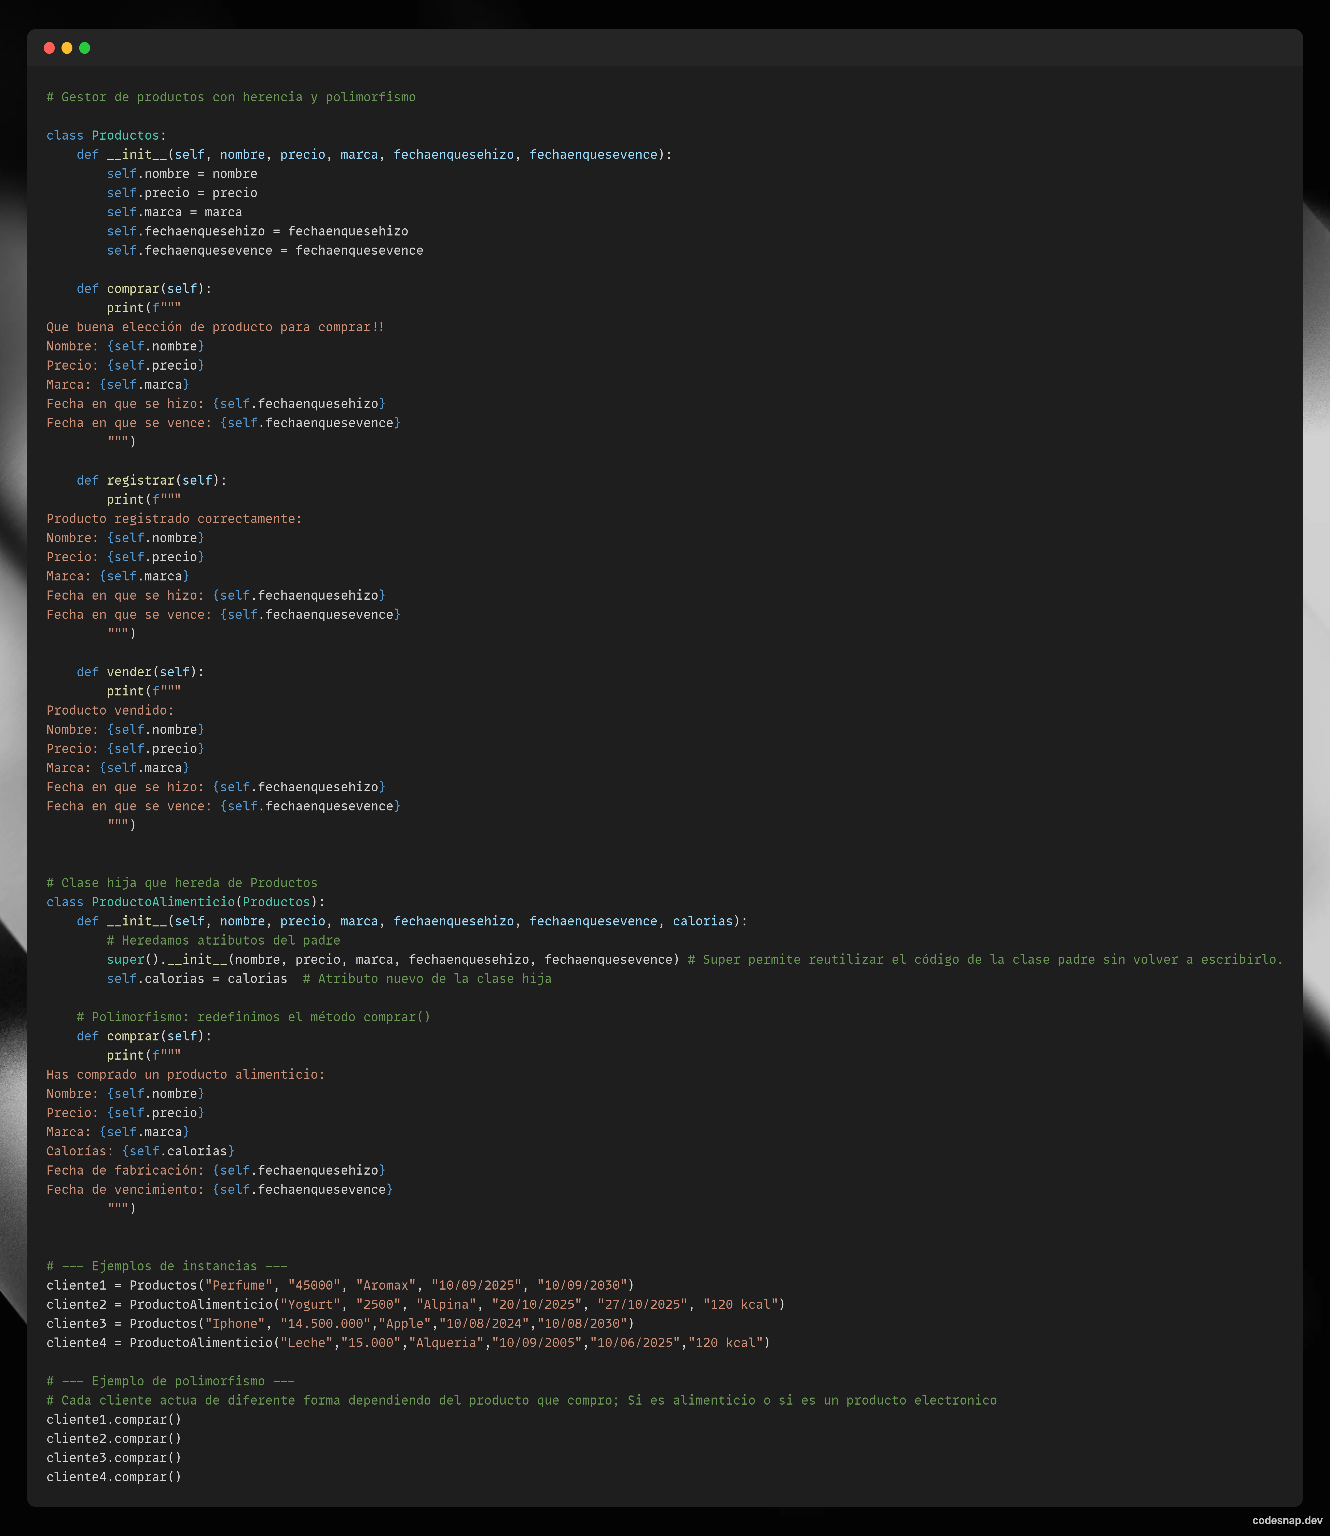 # Gestor de productos con herencia y polimorfismo

class Productos:
    def __init__(self, nombre, precio, marca, fechaenquesehizo, fechaenquesevence):
        self.nombre = nombre
        self.precio = precio
        self.marca = marca
        self.fechaenquesehizo = fechaenquesehizo
        self.fechaenquesevence = fechaenquesevence

    def comprar(self):
        print(f"""
Que buena elección de producto para comprar!!
Nombre: {self.nombre}
Precio: {self.precio}
Marca: {self.marca}
Fecha en que se hizo: {self.fechaenquesehizo}
Fecha en que se vence: {self.fechaenquesevence}
        """)

    def registrar(self):
        print(f"""
Producto registrado correctamente:
Nombre: {self.nombre}
Precio: {self.precio}
Marca: {self.marca}
Fecha en que se hizo: {self.fechaenquesehizo}
Fecha en que se vence: {self.fechaenquesevence}
        """)

    def vender(self):
        print(f"""
Producto vendido:
Nombre: {self.nombre}
Precio: {self.precio}
Marca: {self.marca}
Fecha en que se hizo: {self.fechaenquesehizo}
Fecha en que se vence: {self.fechaenquesevence}
        """)


# Clase hija que hereda de Productos
class ProductoAlimenticio(Productos):
    def __init__(self, nombre, precio, marca, fechaenquesehizo, fechaenquesevence, calorias):
        # Heredamos atributos del padre
        super().__init__(nombre, precio, marca, fechaenquesehizo, fechaenquesevence) # Super permite reutilizar el código de la clase padre sin volver a escribirlo.
        self.calorias = calorias  # Atributo nuevo de la clase hija

    # Polimorfismo: redefinimos el método comprar()
    def comprar(self):
        print(f"""
Has comprado un producto alimenticio:
Nombre: {self.nombre}
Precio: {self.precio}
Marca: {self.marca}
Calorías: {self.calorias}
Fecha de fabricación: {self.fechaenquesehizo}
Fecha de vencimiento: {self.fechaenquesevence}
        """)


# --- Ejemplos de instancias ---
cliente1 = Productos("Perfume", "45000", "Aromax", "10/09/2025", "10/09/2030")
cliente2 = ProductoAlimenticio("Yogurt", "2500", "Alpina", "20/10/2025", "27/10/2025", "120 kcal")
cliente3 = Productos("Iphone", "14.500.000","Apple","10/08/2024","10/08/2030")
cliente4 = ProductoAlimenticio("Leche","15.000","Alqueria","10/09/2005","10/06/2025","120 kcal")

# --- Ejemplo de polimorfismo ---
# Cada cliente actua de diferente forma dependiendo del producto que compro; Si es alimenticio o si es un producto electronico
cliente1.comprar()
cliente2.comprar()
cliente3.comprar()
cliente4.comprar()
codesnap.dev